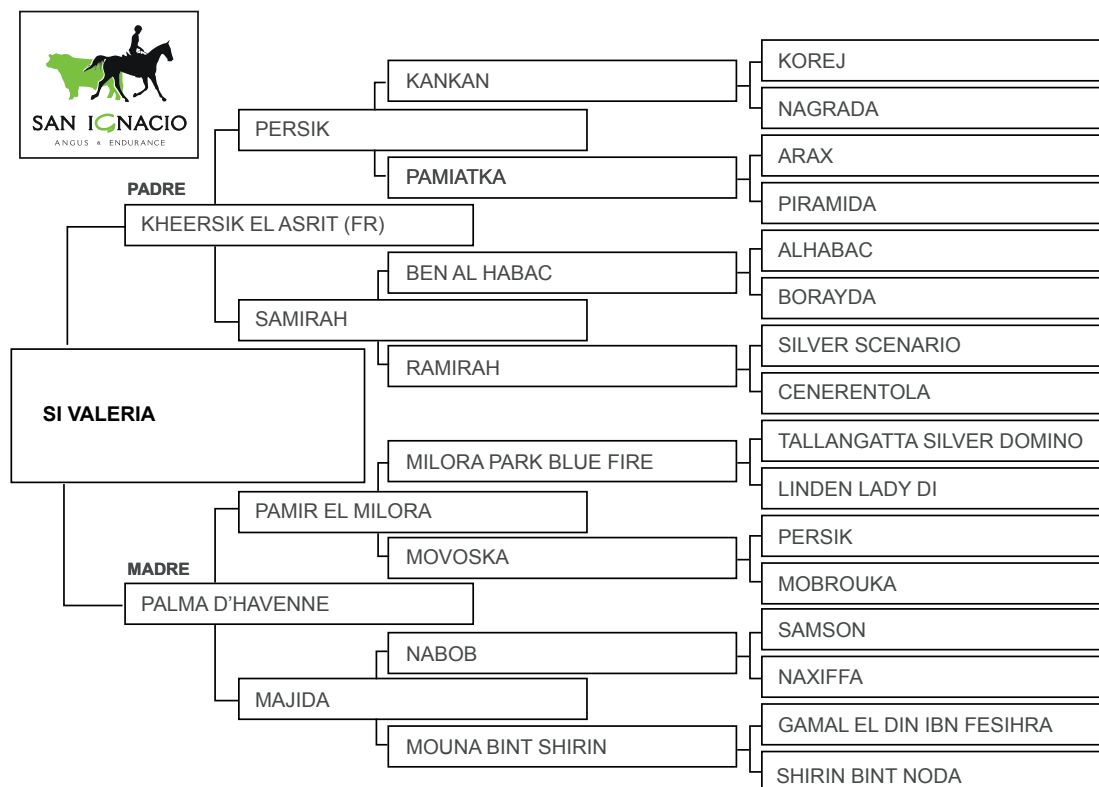 SAN IGNACIO
ANGUS & ENDURANCE
SI VALERIA
PADRE
KHEERSIK EL ASRIT (FR)
PERSIK
KANKAN
KOREJ
NAGRADA
PAMIATKA
ARAX
PIRAMIDA
SAMIRAH
BEN AL HABAC
ALHABAC
BORAYDA
RAMIRAH
SILVER SCENARIO
CENERENTOLA
MADRE
PALMA D’HAVENNE
PAMIR EL MILORA
MILORA PARK BLUE FIRE
TALLANGATTA SILVER DOMINO
LINDEN LADY DI
MOVOSKA
PERSIK
MOBROUKA
MAJIDA
NABOB
SAMSON
NAXIFFA
MOUNA BINT SHIRIN
GAMAL EL DIN IBN FESIHRA
SHIRIN BINT NODA